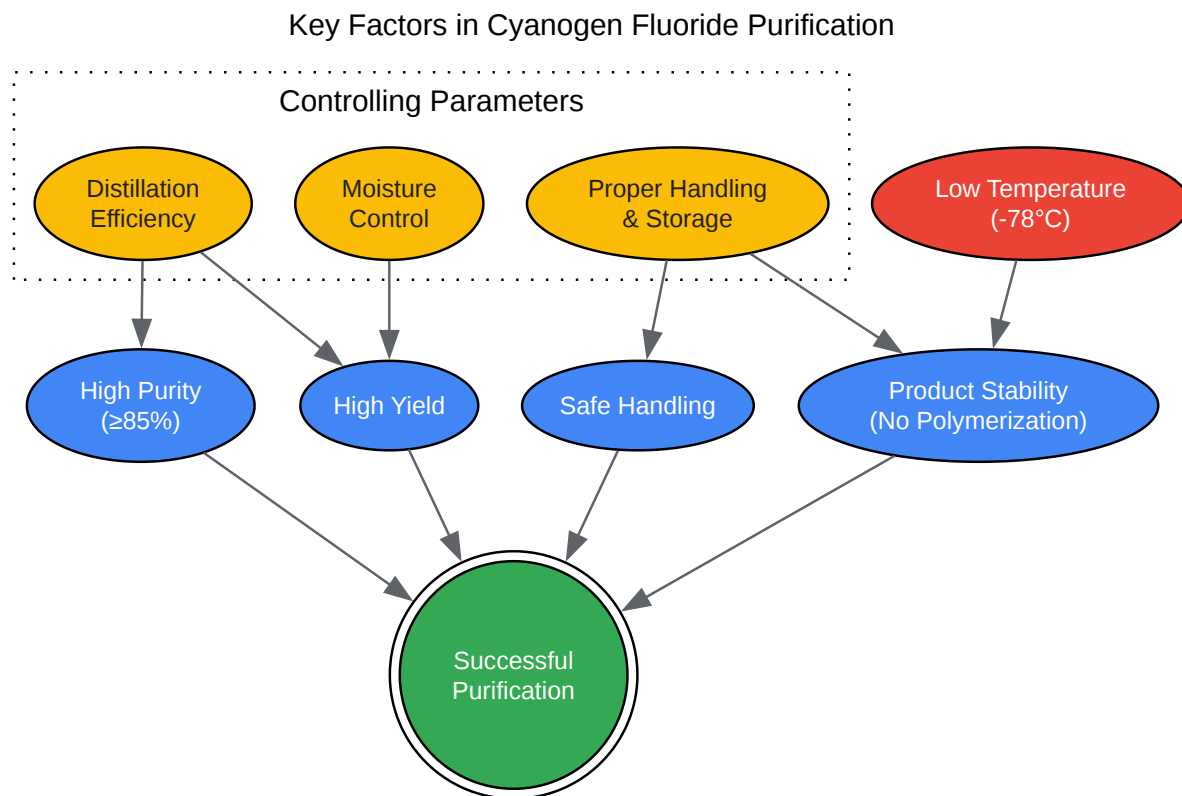 Key Factors in Cyanogen Fluoride Purification
Controlling Parameters
Distillation
Efficiency
Moisture
Control
Proper Handling
& Storage
Low Temperature
(-78°C)
High Purity
(≥85%)
High Yield
Safe Handling
Product Stability
(No Polymerization)
Successful
Purification